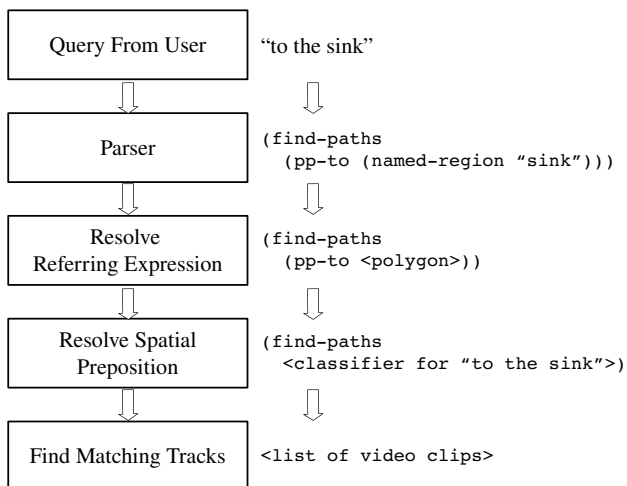 Query From User
“to the sink”
Parser
(find-paths
(pp-to (named-region “sink”)))
Resolve
Referring Expression
(find-paths
(pp-to <polygon>))
Resolve Spatial
Preposition
(find-paths
<classifier for “to the sink”>)
Find Matching Tracks
<list of video clips>